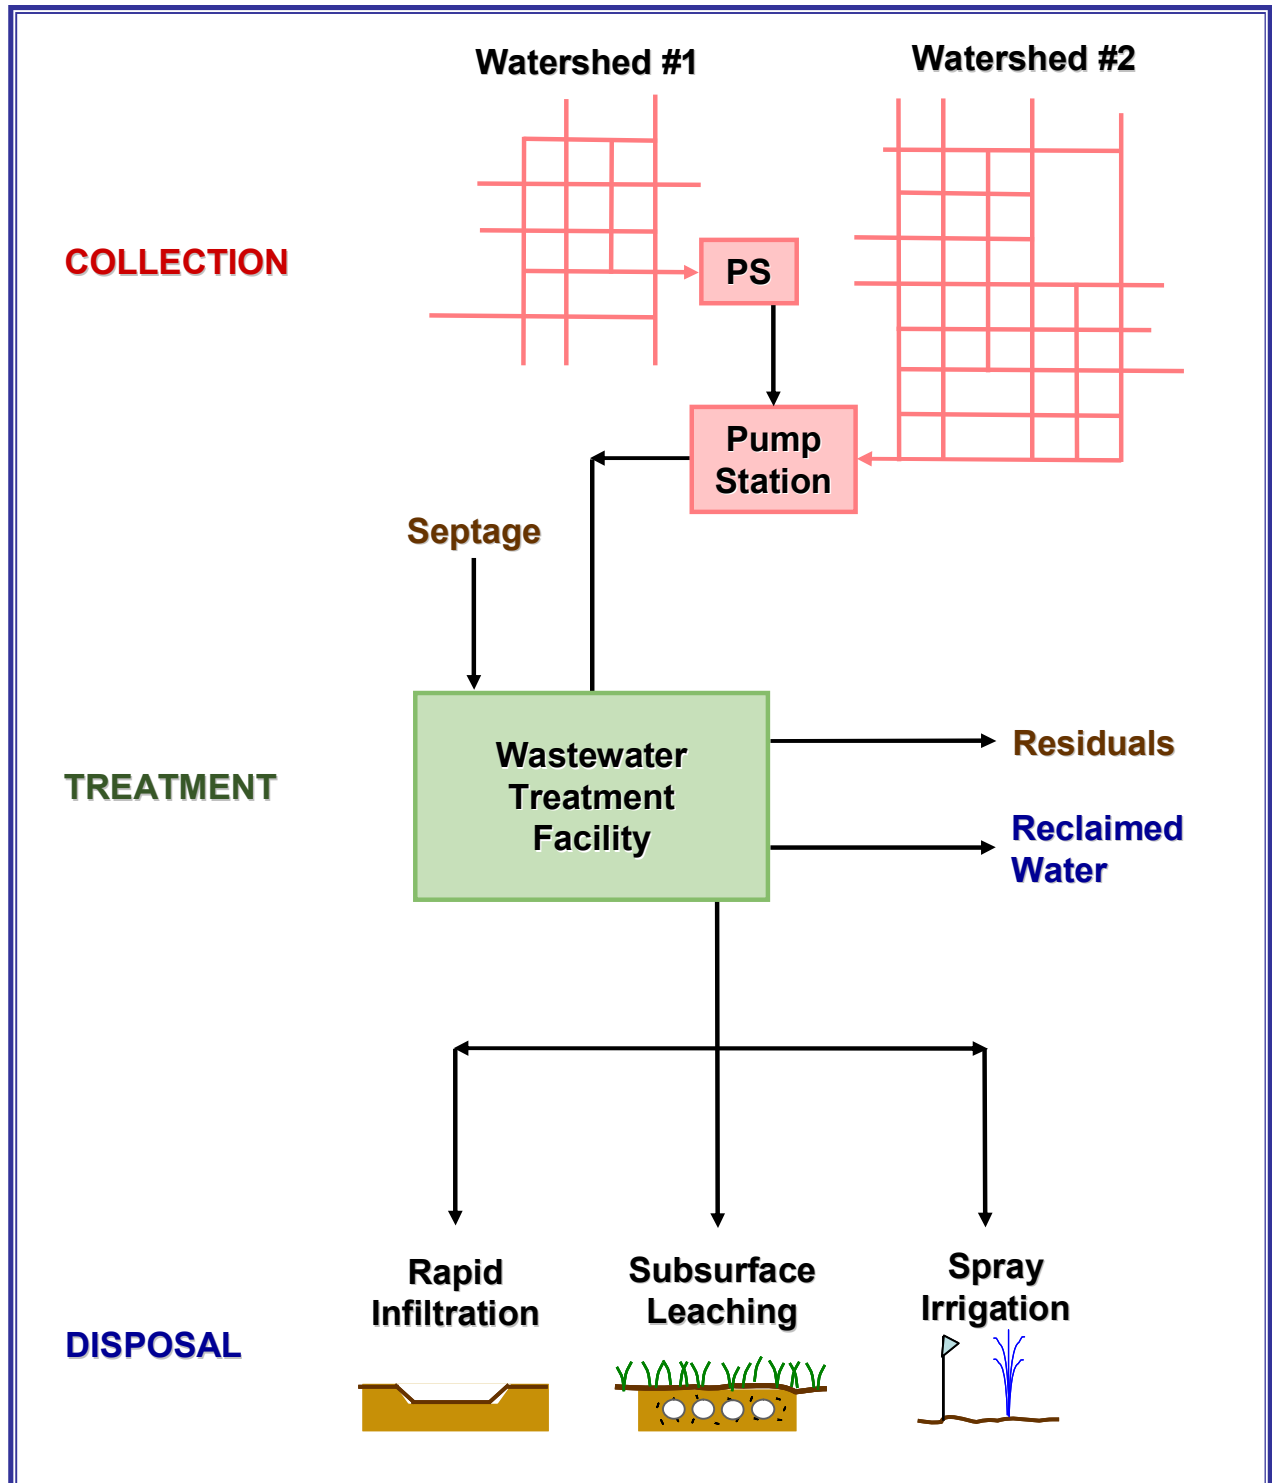 Watershed #1
Watershed #2
COLLECTION
PS
Pump
Station
Septage
TREATMENT
Wastewater
Treatment
Facility
Residuals
Reclaimed
Water
Rapid
Infiltration
Subsurface
Leaching
Spray
Irrigation
DISPOSAL